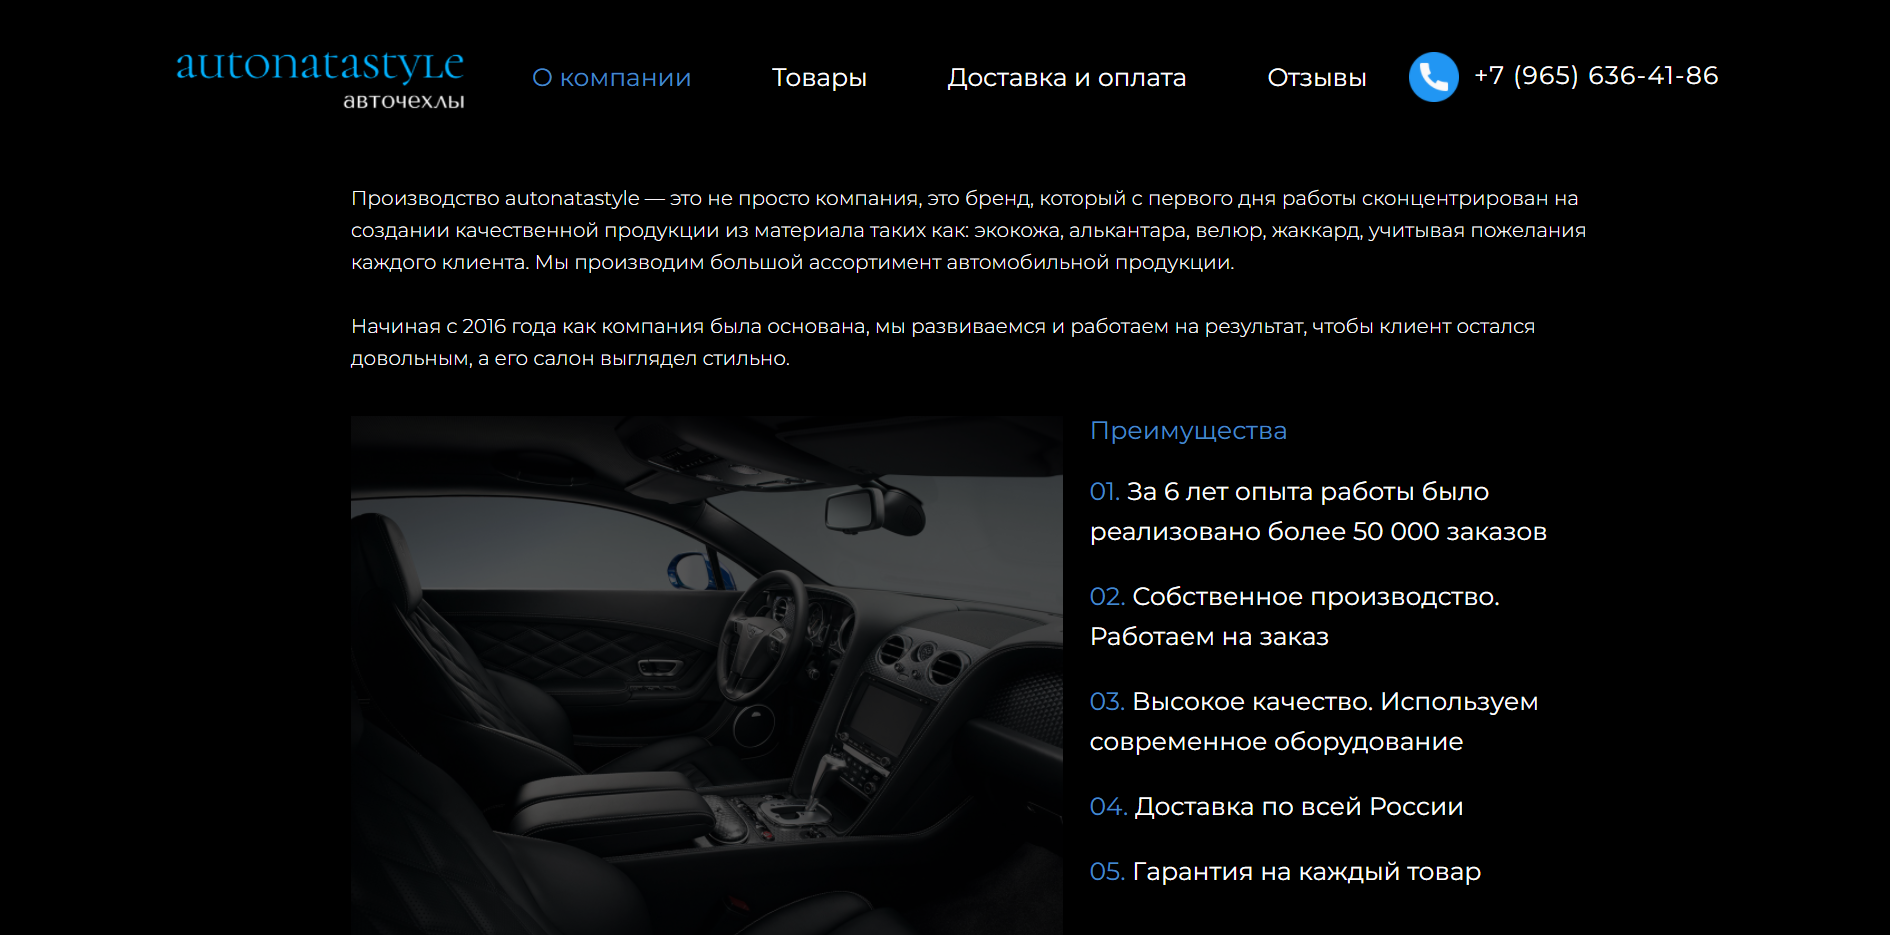 autonatastyle
авточехлы
О компании
Товары
Доставка и оплата
Отзывы
+7 (965) 636-41-86
Производство autonatastyle — это не просто компания, это бренд, который с первого дня работы сконцентрирован на
создании качественной продукции из материала таких как: экокожа, алькантара, велюр, жаккард, учитывая пожелания
каждого клиента. Мы производим большой ассортимент автомобильной продукции.
Начиная с 2016 года как компания была основана, мы развиваемся и работаем на результат, чтобы клиент остался
довольным, а его салон выглядел стильно.
Преимущества
01. За 6 лет опыта работы было
реализовано более 50 000 заказов
02. Собственное производство.
Работаем на заказ
03. Высокое качество. Используем
современное оборудование
04. Доставка по всей России
05. Гарантия на каждый товар